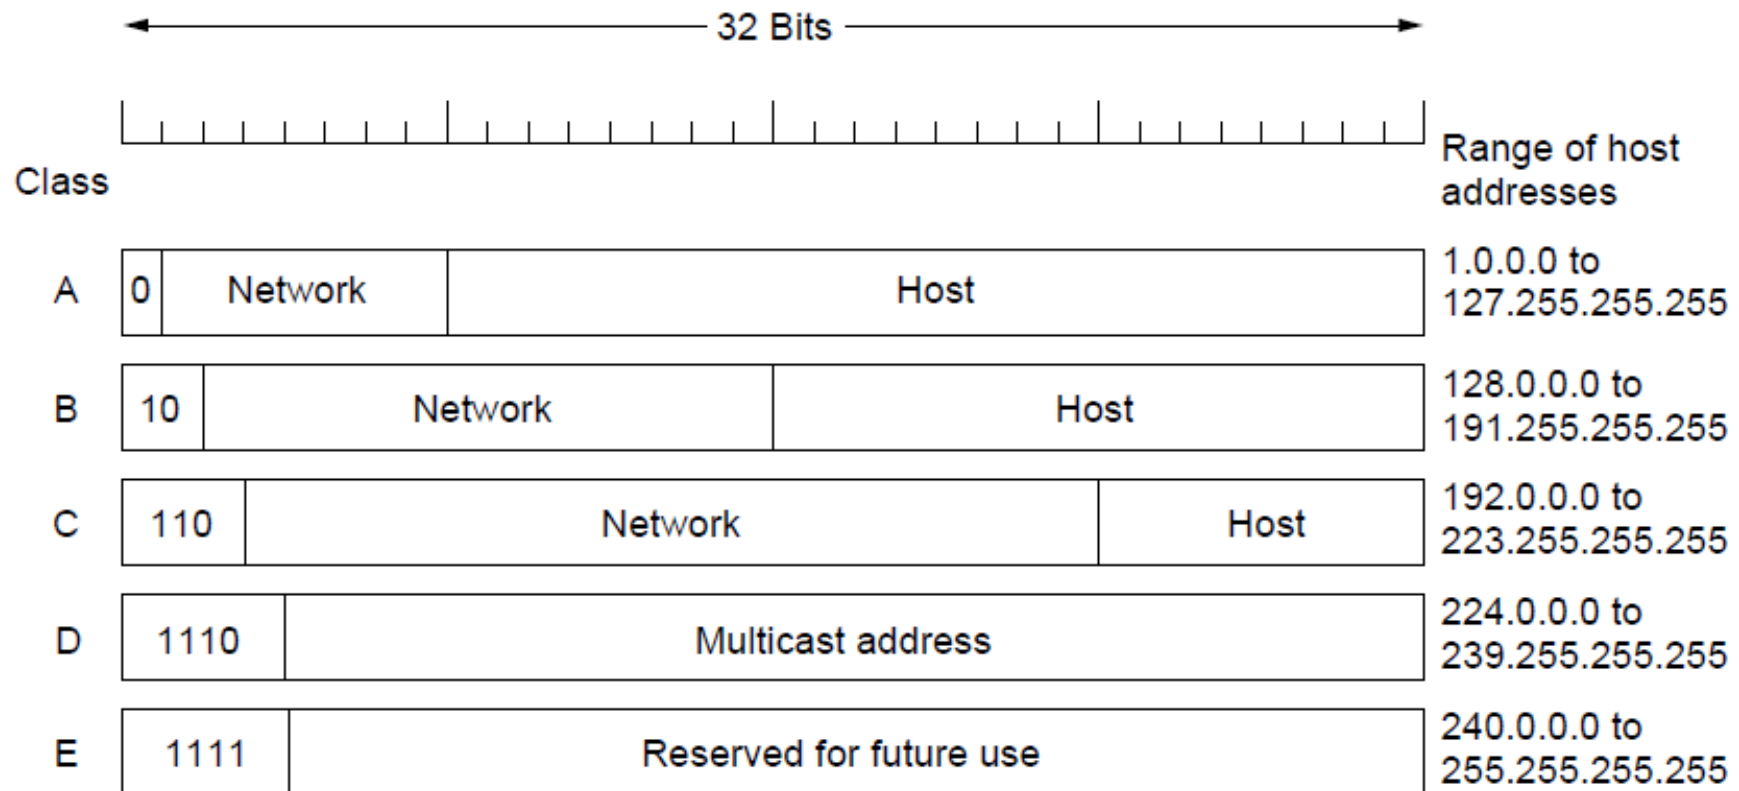 32 Bits
Range of host
addresses
Class
A 0 Network Host 1.0.0.0 to
127.255.255.255
B 10 Network Host 128.0.0.0 to
191.255.255.255
C 110 Network Host 192.0.0.0 to
223.255.255.255
D 1110 Multicast address 224.0.0.0 to
239.255.255.255
E 1111 Reserved for future use 240.0.0.0 to
255.255.255.255